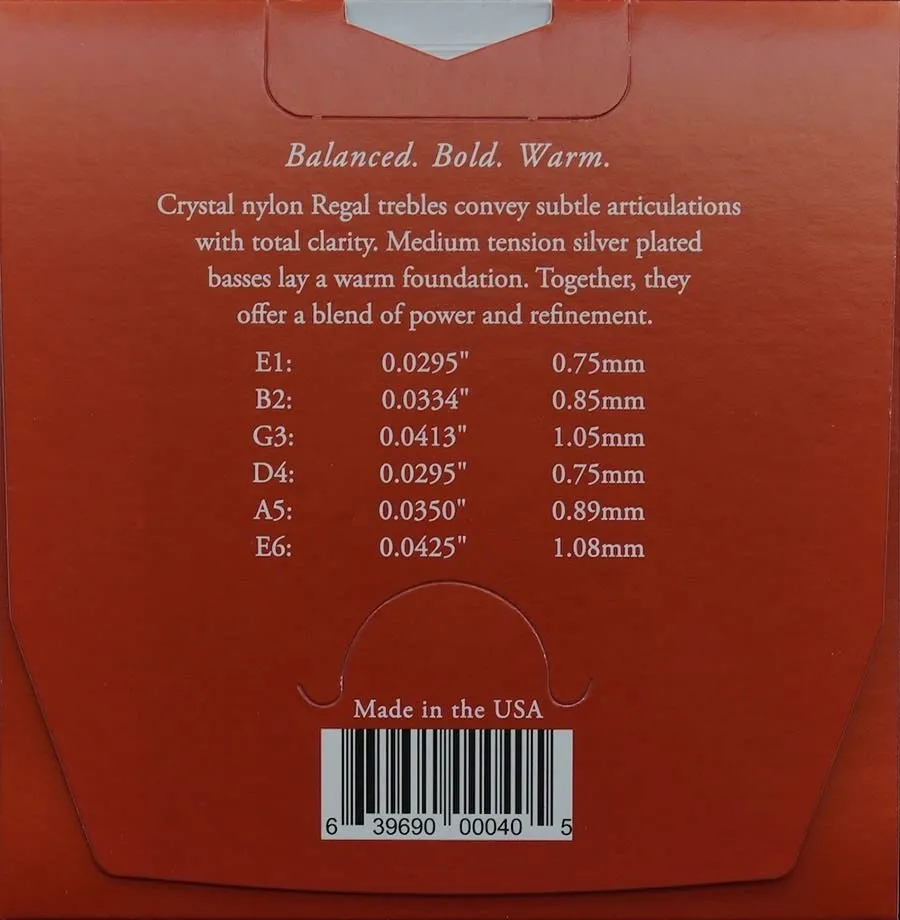 Balanced. Bold. Warm.
Crystal nylon Regal trebles convey subtle articulations
with total clarity. Medium tension silver plated
basses lay a warm foundation. Together, they
offer a blend of power and refinement.
E1: 0.0295" 0.75mm
B2: 0.0334" 0.85mm
G3: 0.0413" 1.05mm
D4: 0.0295" 0.75mm
A5: 0.0350" 0.89mm
E6: 0.0425" 1.08mm
Made in the USA
6 39690 00040 5